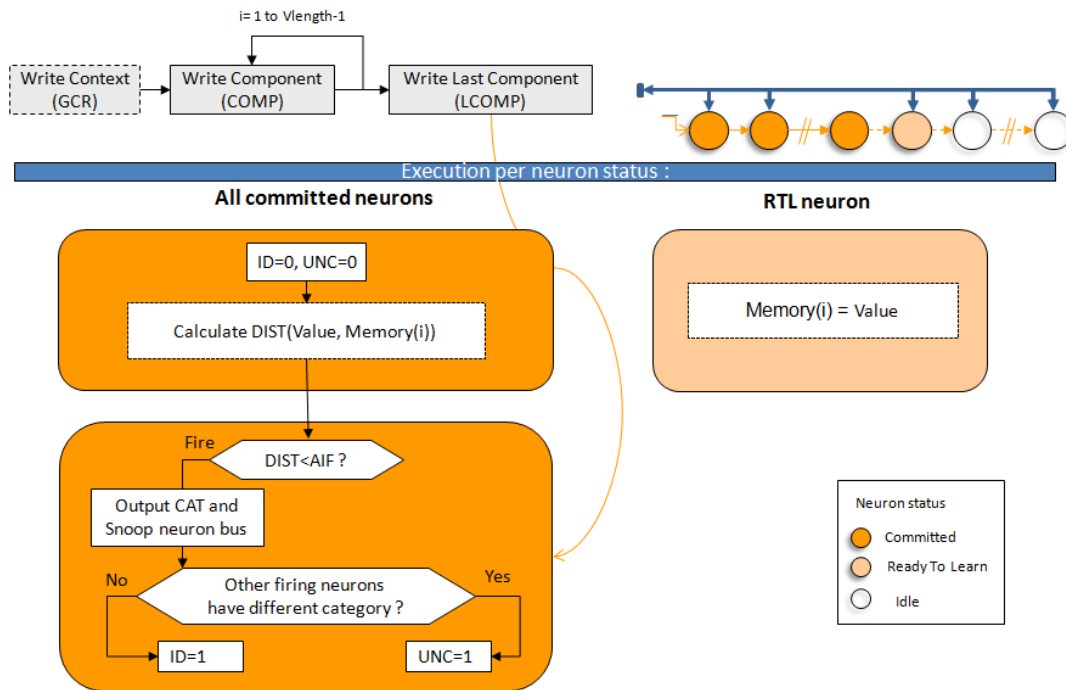 i= 1 to Vlength-1
Write Context
(GCR)
Write Component
(COMP)
Write Last Component
(LCOMP)
Execution per neuron status :
All committed neurons
RTL neuron
ID=0, UNC=0
Calculate DIST(Value, Memory(i))
Memory(i) = Value
Fire
DIST<AIF ?
Output CAT and
Snoop neuron bus
No
Other firing neurons
have different category ?
Yes
ID=1
UNC=1
Neuron status
Committed
Ready To Learn
Idle